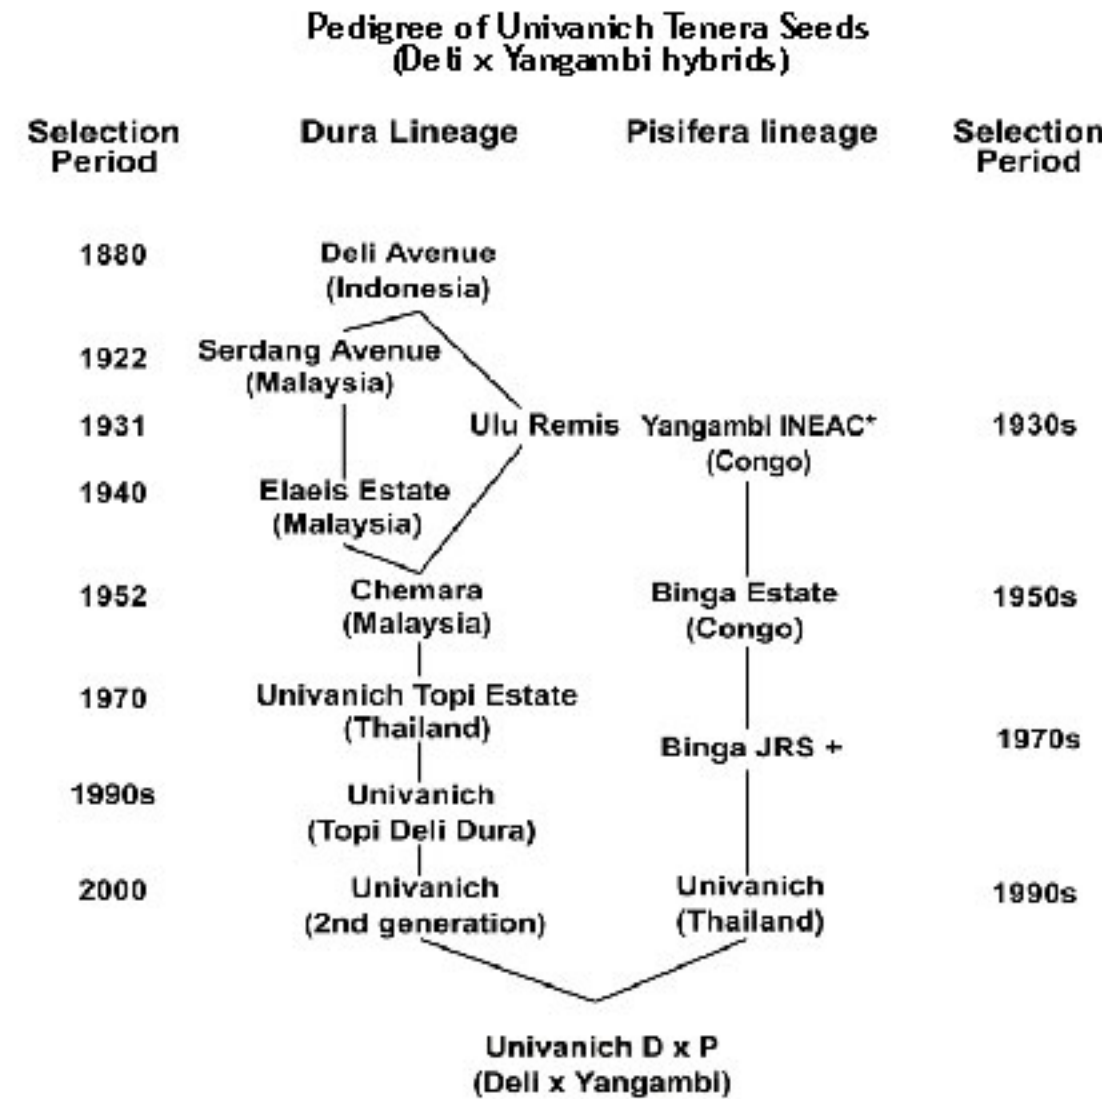 Pedigree of Univanich Tenera Seeds
(Deli x Yangambi hybrids)
Selection Period
Dura Lineage
Pisifera lineage
Selection Period
1880
Deli Avenue
(Indonesia)
1922
Serdang Avenue
(Malaysia)
1931
Ulu Remis
Yangambi INEAC*
(Congo)
1930s
1940
Elaeis Estate
(Malaysia)
1952
Chemara
(Malaysia)
Binga Estate
(Congo)
1950s
1970
Univanich Topi Estate
(Thailand)
Binga JRS +
1970s
1990s
Univanich
(Topi Deli Dura)
2000
Univanich
(2nd generation)
Univanich
(Thailand)
1990s
Univanich D x P
(Deli x Yangambi)